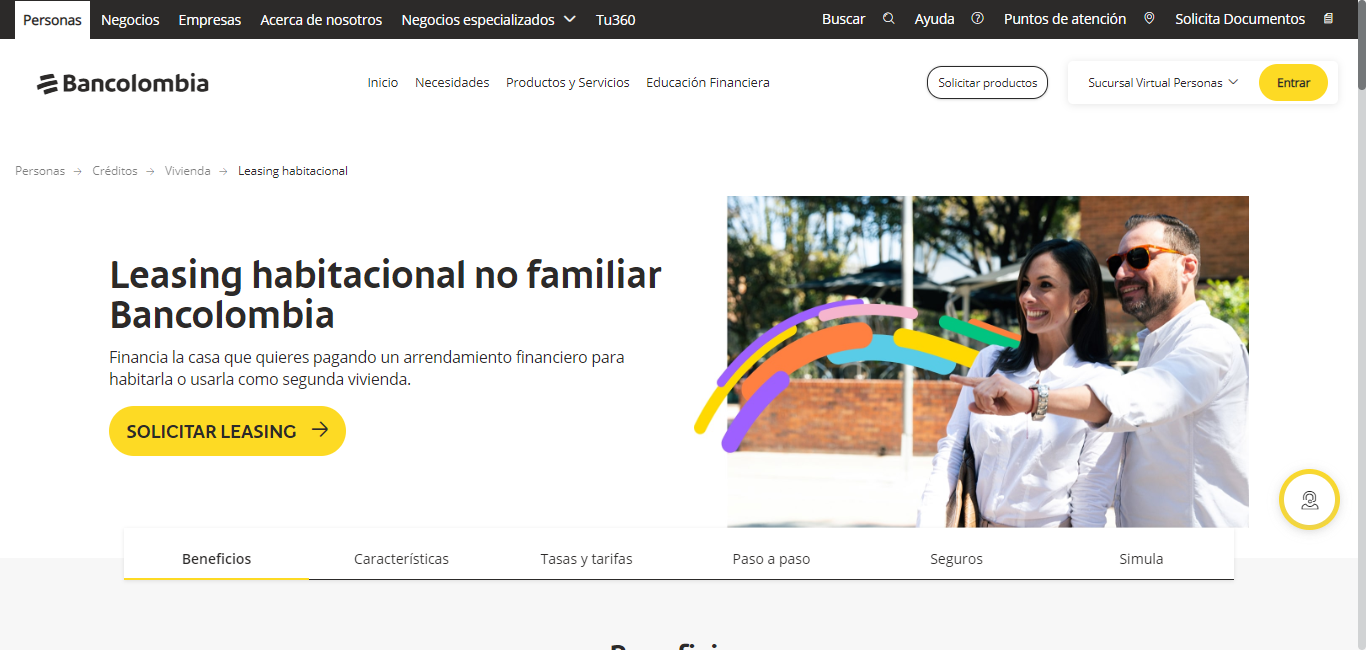 Personas Negocios Empresas Acerca de nosotros Negocios especializados Tu360 Buscar Ayuda Puntos de atención Solicita Documentos
Bancolombia Inicio Necesidades Productos y Servicios Educación Financiera Solicitar productos Sucursal Virtual Personas Entrar
Personas → Créditos → Vivienda → Leasing habitacional
Leasing habitacional no familiar
Bancolombia
Financia la casa que quieres pagando un arrendamiento financiero para
habitarla o usarla como segunda vivienda.
SOLICITAR LEASING →
Beneficios Características Tasas y tarifas Paso a paso Seguros Simula